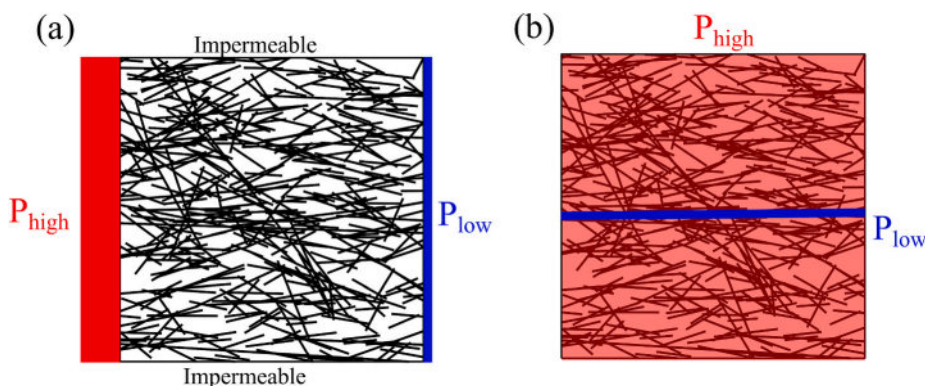 (a)
Impermeable
P_high
P_low
Impermeable
(b)
P_high
P_low